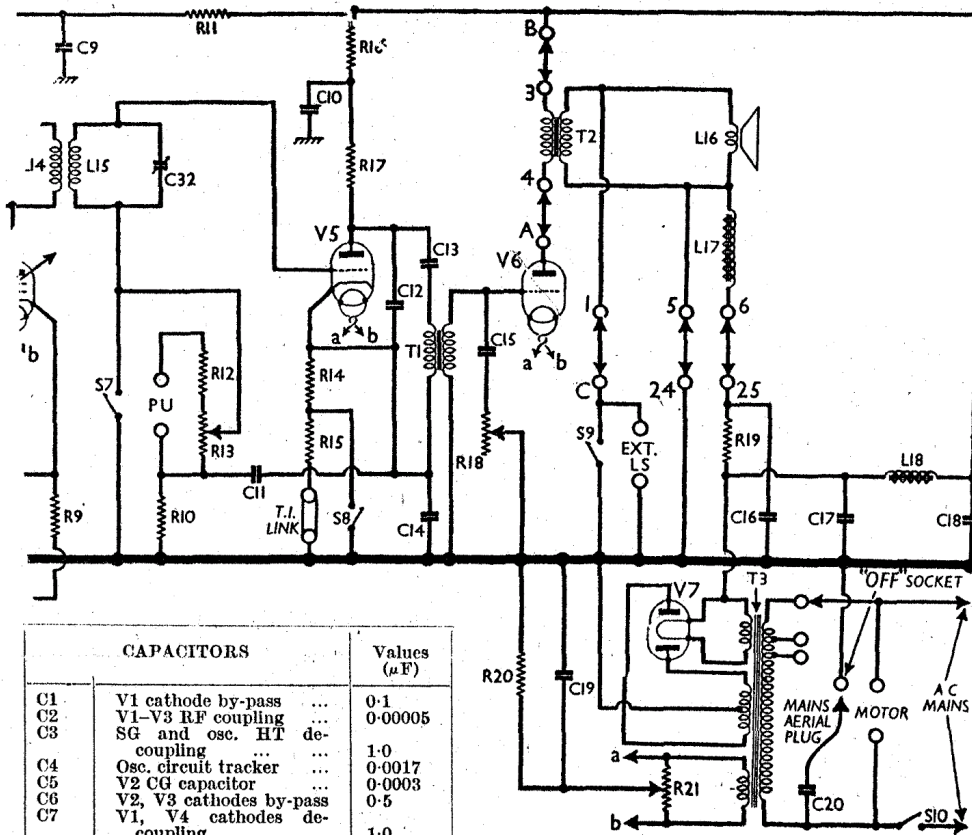 R11
C9
R16
B
3
C10
T2
L16
L14
L15
C32
R17
4
A
V5
V6
L17
C13
C12
a b
T1
C15
a b
1
5
6
b
S7
R12
R14
PU
R13
R15
R18
C
24
25
S9
EXT.
LS
R19
L18
C11
R9
R10
T.I.
LINK
S8
C14
C16
C17
C18
"OFF" SOCKET
V7
T3
CAPACITORS
Values
(μF)
C1 V1 cathode by-pass ... 0·1
C2 V1–V3 RF coupling ... 0·00005
C3 SG and osc. HT de-
coupling ... ... 1·0
C4 Osc. circuit tracker ... 0·0017
C5 V2 CG capacitor ... 0·0003
C6 V2, V3 cathodes by-pass 0·5
C7 V1, V4 cathodes de-
coupling 1·0
R20
C19
MAINS
AERIAL
PLUG
MOTOR
A C
MAINS
a
R21
b
C20
S10